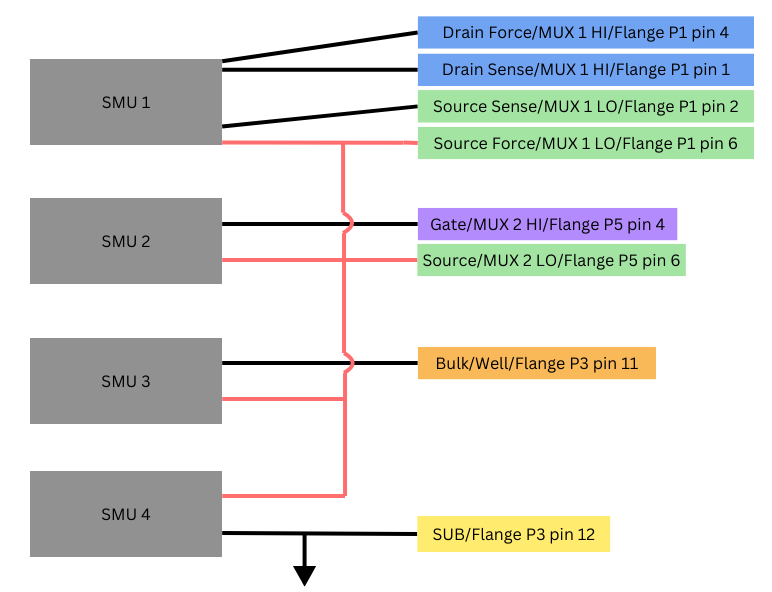 SMU 1
Drain Force/MUX 1 HI/Flange P1 pin 4
Drain Sense/MUX 1 HI/Flange P1 pin 1
Source Sense/MUX 1 LO/Flange P1 pin 2
Source Force/MUX 1 LO/Flange P1 pin 6
SMU 2
Gate/MUX 2 HI/Flange P5 pin 4
Source/MUX 2 LO/Flange P5 pin 6
SMU 3
Bulk/Well/Flange P3 pin 11
SMU 4
SUB/Flange P3 pin 12